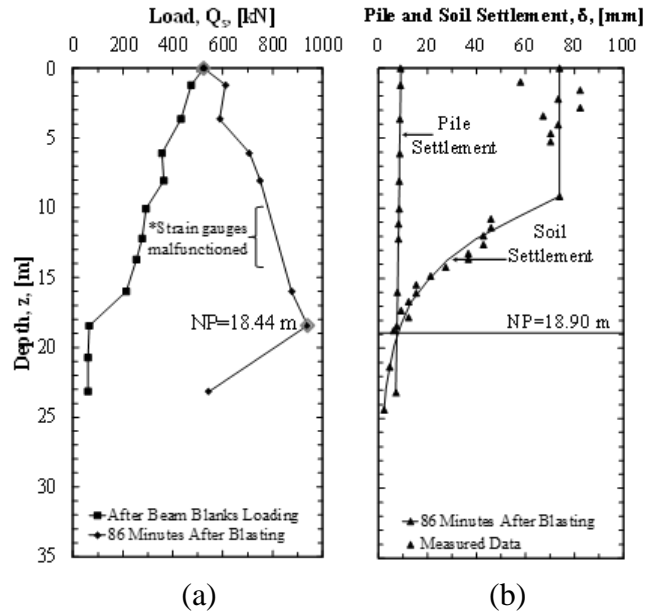 Load, Qs, [kN]
0 200 400 600 800 1000
Depth, z, [m]
0
5
10
15
20
25
30
35
*Strain gauges
malfunctioned
NP=18.44 m
After Beam Blanks Loading
86 Minutes After Blasting
(a)
Pile and Soil Settlement, δ, [mm]
0 20 40 60 80 100
Pile
Settlement
Soil
Settlement
NP=18.90 m
86 Minutes After Blasting
Measured Data
(b)